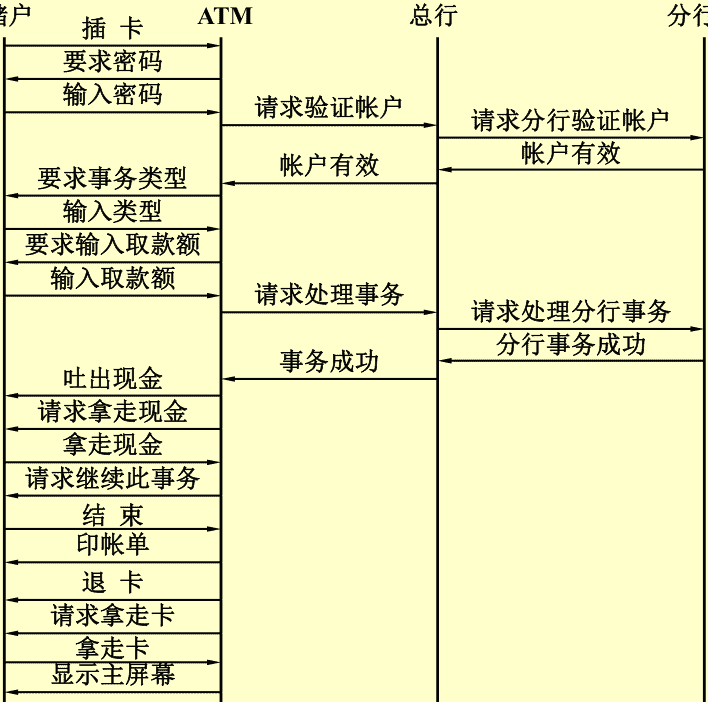 储户 ATM 总行 分行
插 卡
要求密码
输入密码
请求验证帐户
请求分行验证帐户
帐户有效
帐户有效
要求事务类型
输入类型
要求输入取款额
输入取款额
请求处理事务
请求处理分行事务
分行事务成功
事务成功
吐出现金
请求拿走现金
拿走现金
请求继续此事务
结 束
印帐单
退 卡
请求拿走卡
拿走卡
显示主屏幕